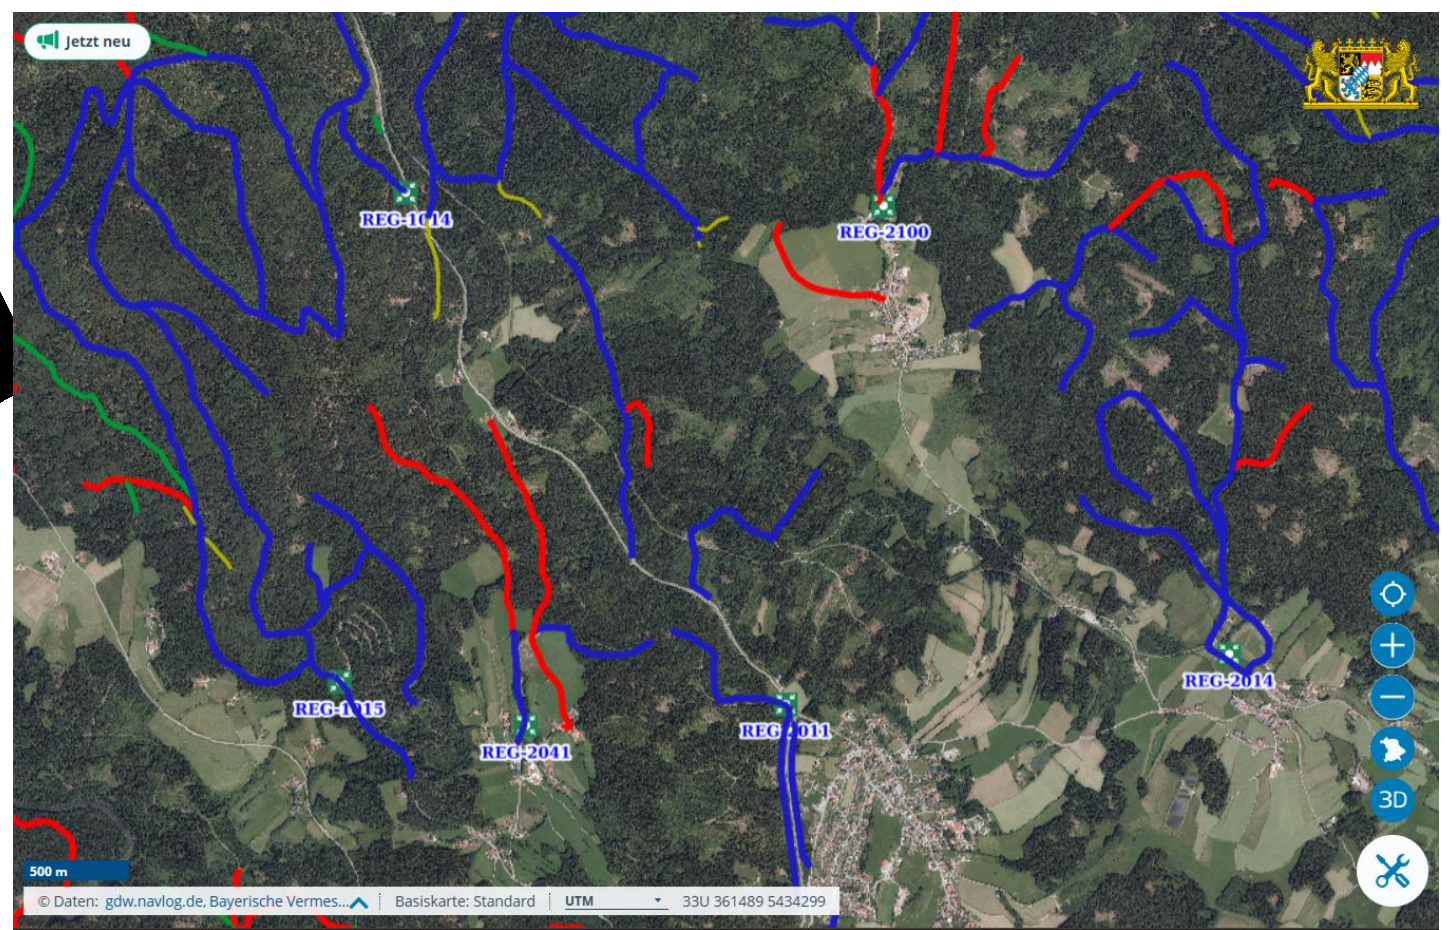 Jetzt neu
REG-1014
REG-2100
REG-1015
REG-2014
REG-2011
REG-2041
3D
500 m
© Daten: gdw.navlog.de, Bayerische Vermes... Basiskarte: Standard UTM 33U 361489 5434299